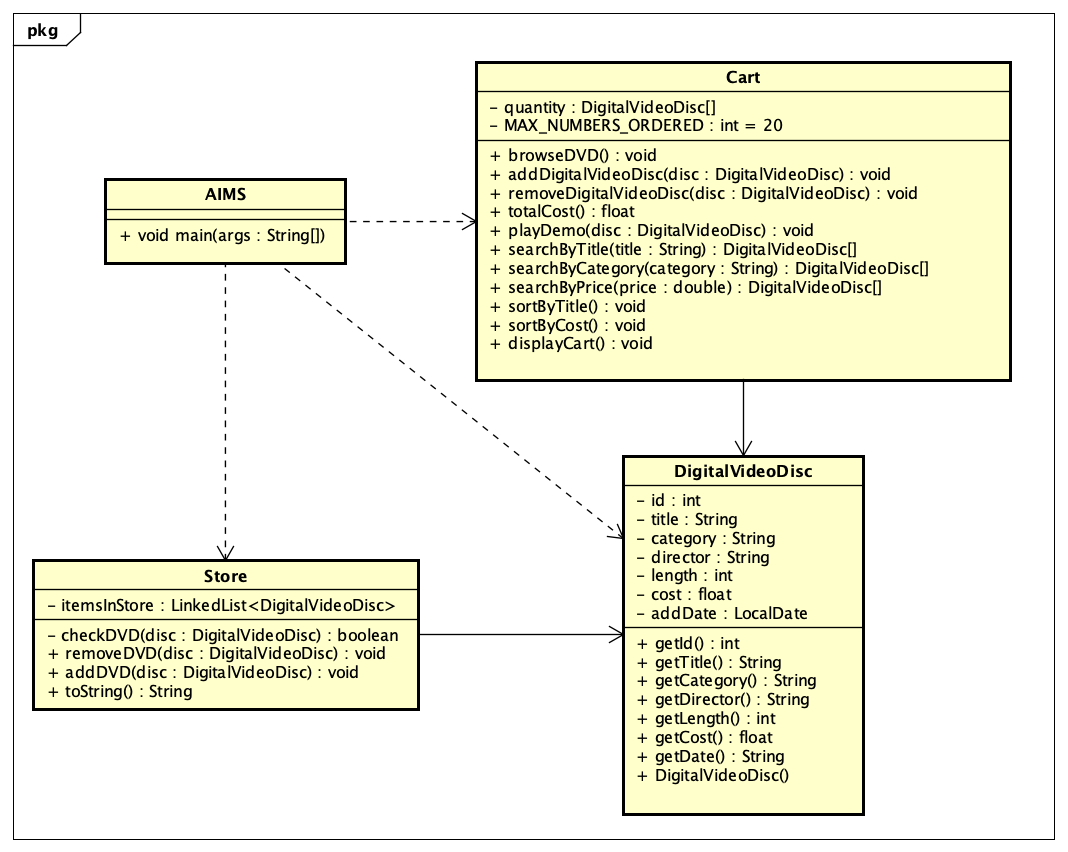 pkg
Cart
- quantity : DigitalVideoDisc[]
- MAX_NUMBERS_ORDERED : int = 20
+ browseDVD() : void
+ addDigitalVideoDisc(disc : DigitalVideoDisc) : void
+ removeDigitalVideoDisc(disc : DigitalVideoDisc) : void
+ totalCost() : float
+ playDemo(disc : DigitalVideoDisc) : void
+ searchByTitle(title : String) : DigitalVideoDisc[]
+ searchByCategory(category : String) : DigitalVideoDisc[]
+ searchByPrice(price : double) : DigitalVideoDisc[]
+ sortByTitle() : void
+ sortByCost() : void
+ displayCart() : void
AIMS
+ void main(args : String[])
DigitalVideoDisc
- id : int
- title : String
- category : String
- director : String
- length : int
- cost : float
- addDate : LocalDate
+ getId() : int
+ getTitle() : String
+ getCategory() : String
+ getDirector() : String
+ getLength() : int
+ getCost() : float
+ getDate() : String
+ DigitalVideoDisc()
Store
- itemsInStore : LinkedList<DigitalVideoDisc>
- checkDVD(disc : DigitalVideoDisc) : boolean
+ removeDVD(disc : DigitalVideoDisc) : void
+ addDVD(disc : DigitalVideoDisc) : void
+ toString() : String